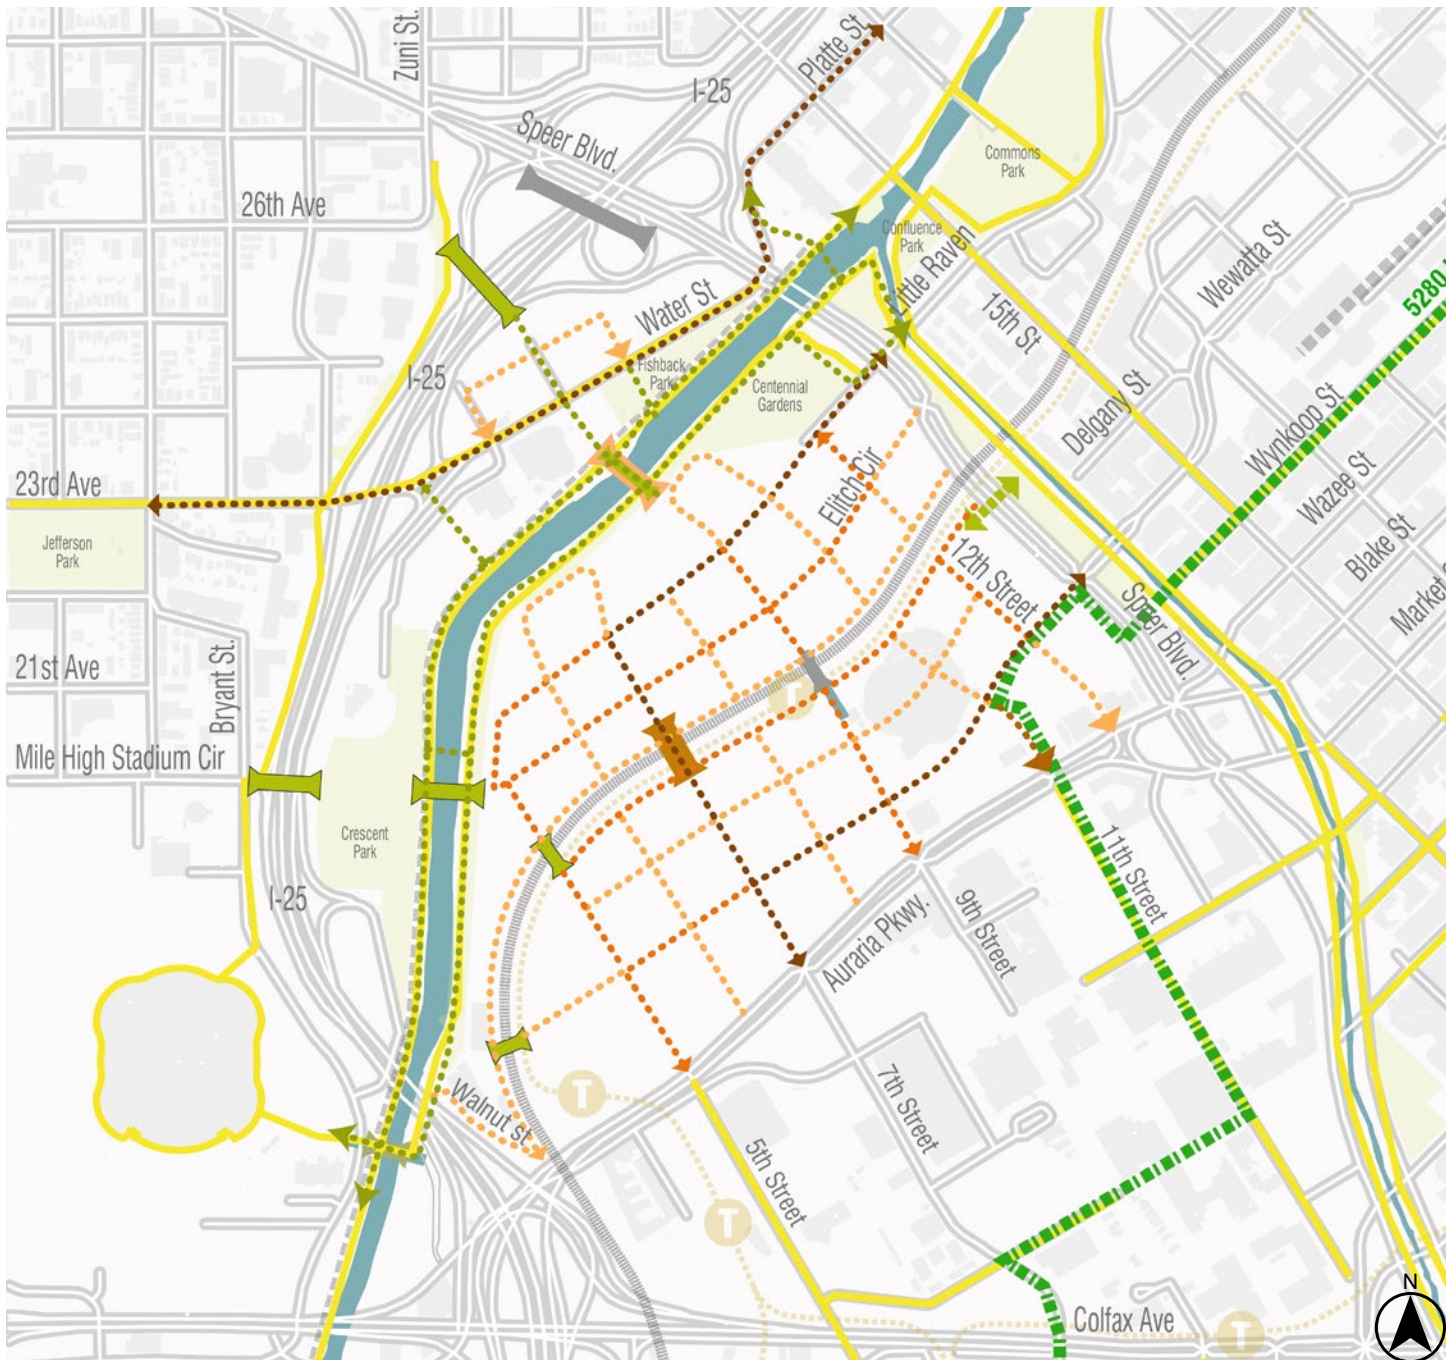 Zuni St.
Platte St.
I-25
Speer Blvd.
Commons
Park
26th Ave
Confluence
Park
Little Raven
Wewatta St
5280
Water St
15th St
I-25
Fishback
Park
Centennial
Gardens
Delgany St
Wynkoop St
23rd Ave
Elitch Cir
Wazee St
Jefferson
Park
12th Street
Blake St
Speer Blvd.
Market
21st Ave
Bryant St.
T
Mile High Stadium Cir
Crescent
Park
11th Street
I-25
9th Street
Auraria Pkwy.
7th Street
T
Walnut st
5th Street
T
N
Colfax Ave
T